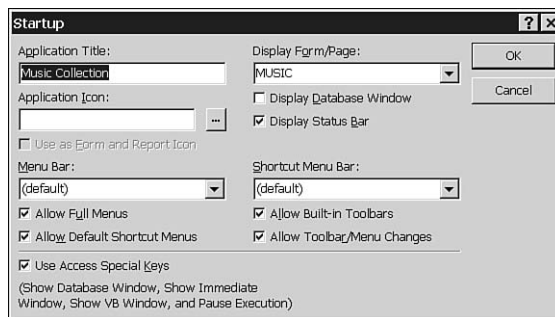 Startup
Application Title:
Music Collection
Application Icon:
...
Use as Form and Report Icon
Menu Bar:
(default)
Allow Full Menus
Allow Default Shortcut Menus
Display Form/Page:
MUSIC
Display Database Window
Display Status Bar
Shortcut Menu Bar:
(default)
Allow Built-in Toolbars
Allow Toolbar/Menu Changes
Use Access Special Keys
(Show Database Window, Show Immediate
Window, Show VB Window, and Pause Execution)
OK
Cancel